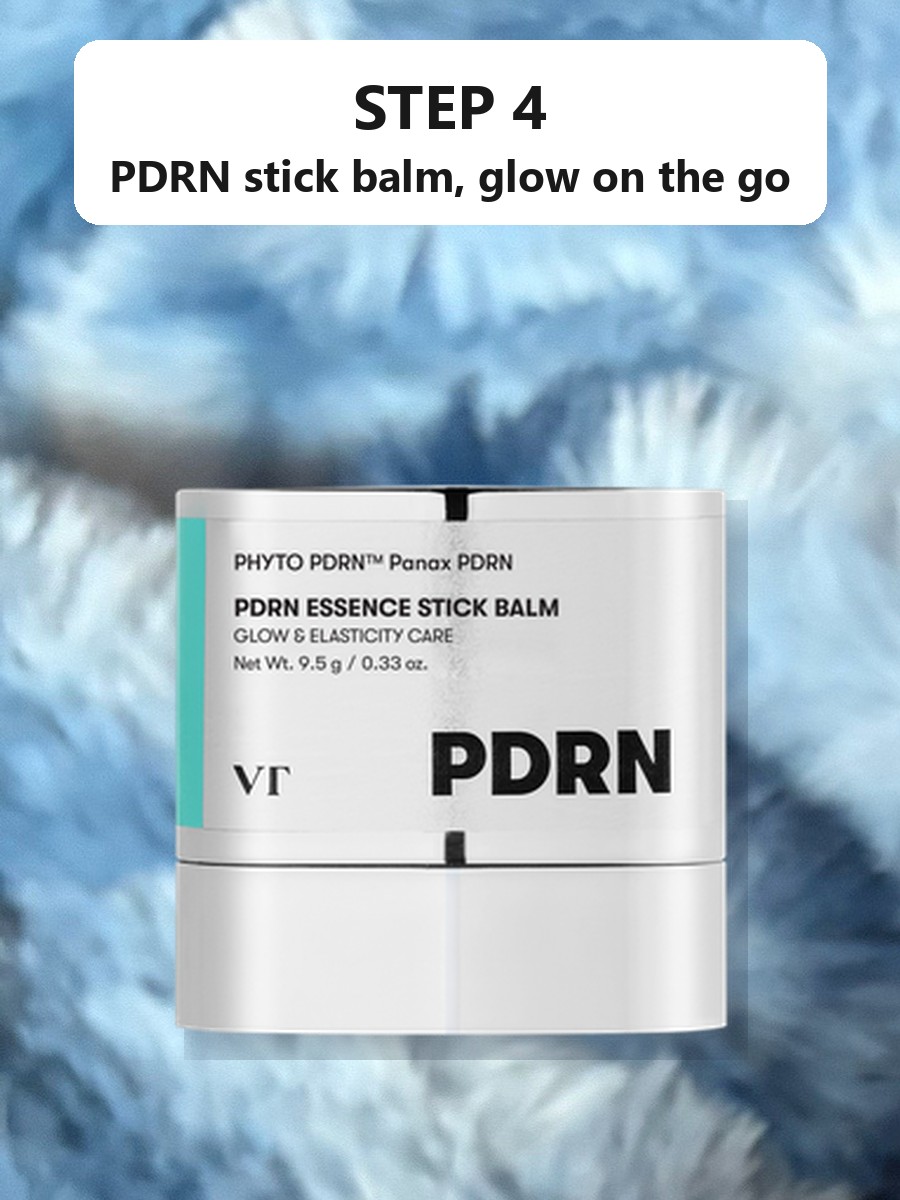 STEP 4
PDRN stick balm, glow on the go
PHYTO PDRN™ Panax PDRN
PDRN ESSENCE STICK BALM
GLOW & ELASTICITY CARE
Net Wt. 9.5 g / 0.33 oz.
VT
PDRN